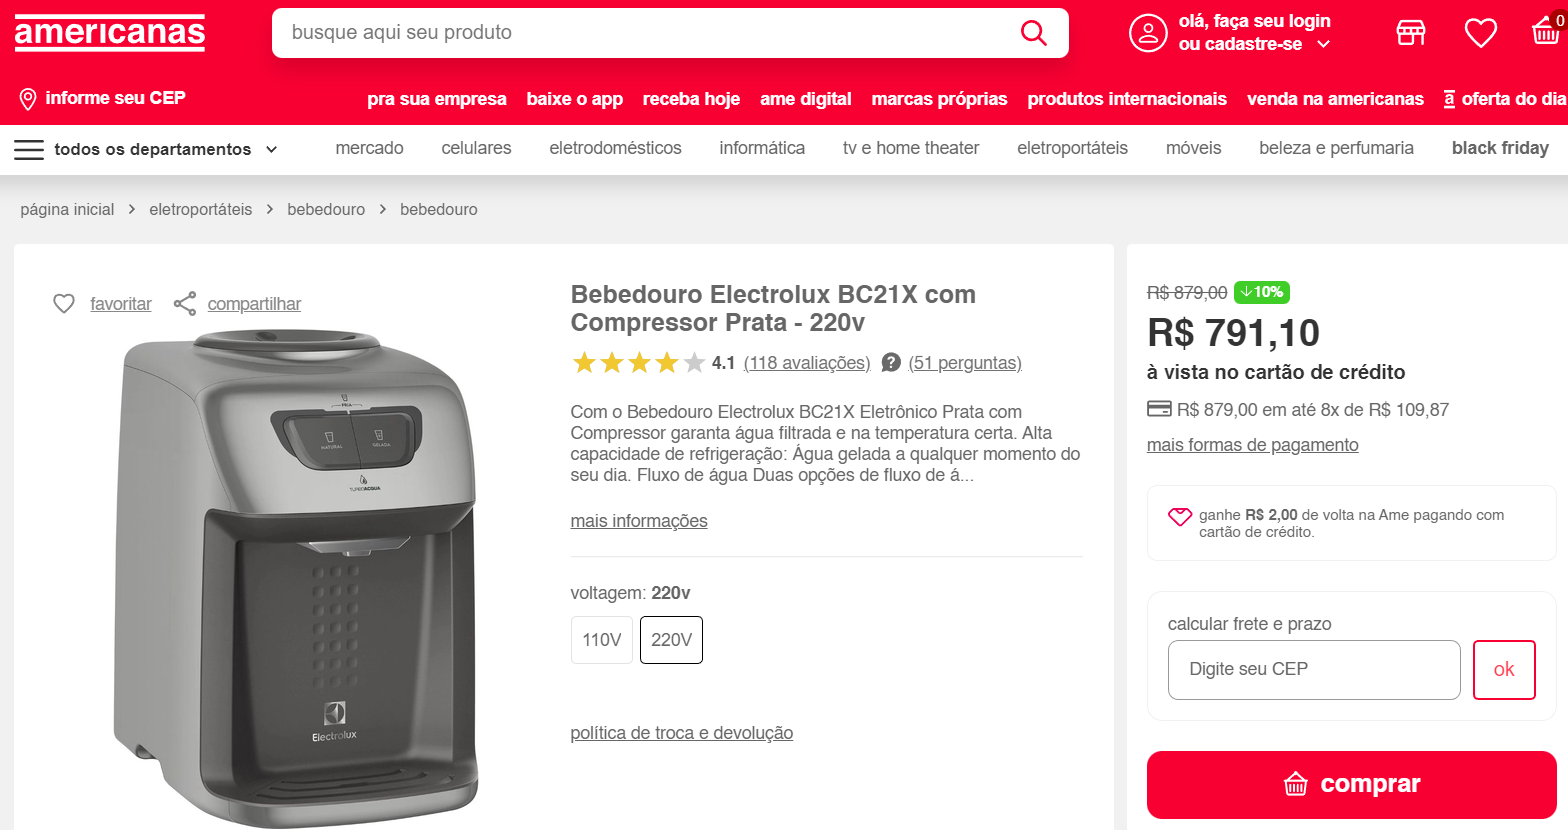 americanas
busque aqui seu produto
olá, faça seu login
ou cadastre-se
0
informe seu CEP
pra sua empresa baixe o app receba hoje ame digital marcas próprias produtos internacionais venda na americanas a oferta do dia
todos os departamentos mercado celulares eletrodomésticos informática tv e home theater eletroportáteis móveis beleza e perfumaria black friday
página inicial > eletroportáteis > bebedouro > bebedouro
favoritar compartilhar
Bebedouro Electrolux BC21X com
Compressor Prata - 220v
4.1 (118 avaliações) ? (51 perguntas)
Com o Bebedouro Electrolux BC21X Eletrônico Prata com
Compressor garanta água filtrada e na temperatura certa. Alta
capacidade de refrigeração: Água gelada a qualquer momento do
seu dia. Fluxo de água Duas opções de fluxo de á...
mais informações
voltagem: 220v
110V 220V
política de troca e devolução
FRIA
NATURAL GELADA
TURBOACQUA
Electrolux
R$ 879,00 ↓10%
R$ 791,10
à vista no cartão de crédito
R$ 879,00 em até 8x de R$ 109,87
mais formas de pagamento
ganhe R$ 2,00 de volta na Ame pagando com
cartão de crédito.
calcular frete e prazo
Digite seu CEP ok
comprar